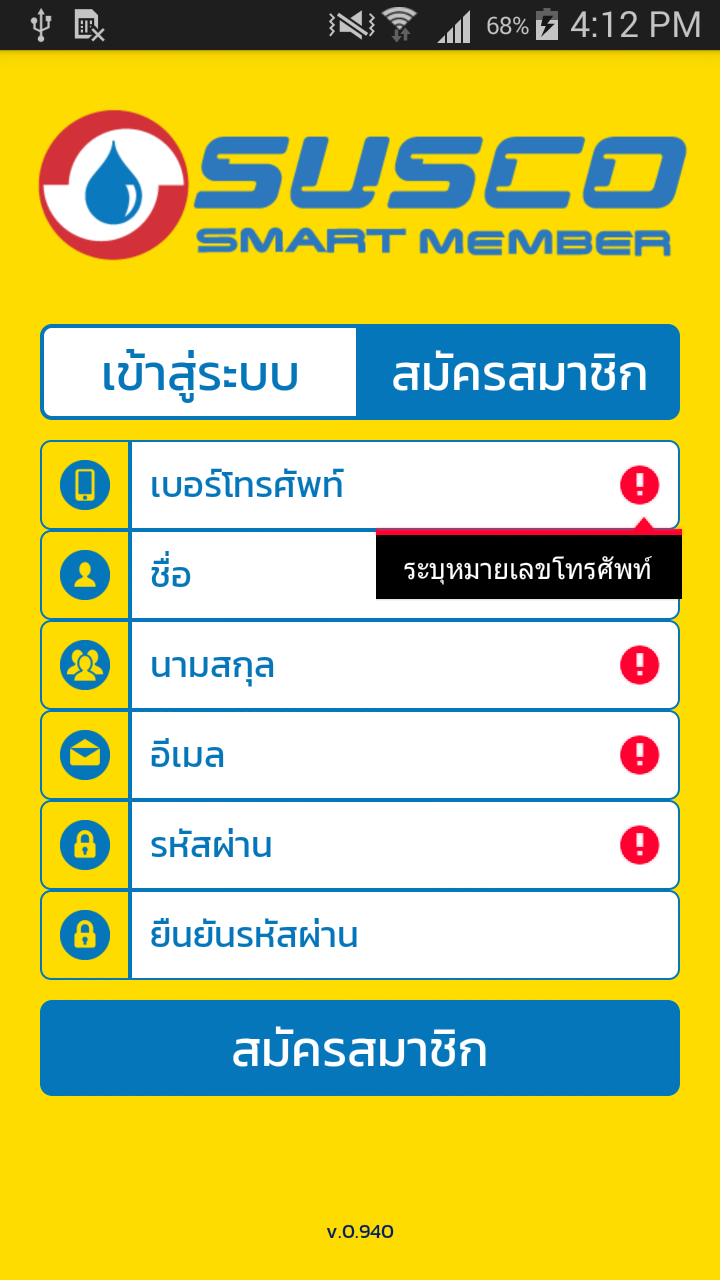 68% 4:12 PM
SUSCO
SMART MEMBER
เข้าสู่ระบบ สมัครสมาชิก
เบอร์โทรศัพท์
ระบุหมายเลขโทรศัพท์
ชื่อ
นามสกุล
อีเมล
รหัสผ่าน
ยืนยันรหัสผ่าน
สมัครสมาชิก
v.0.940